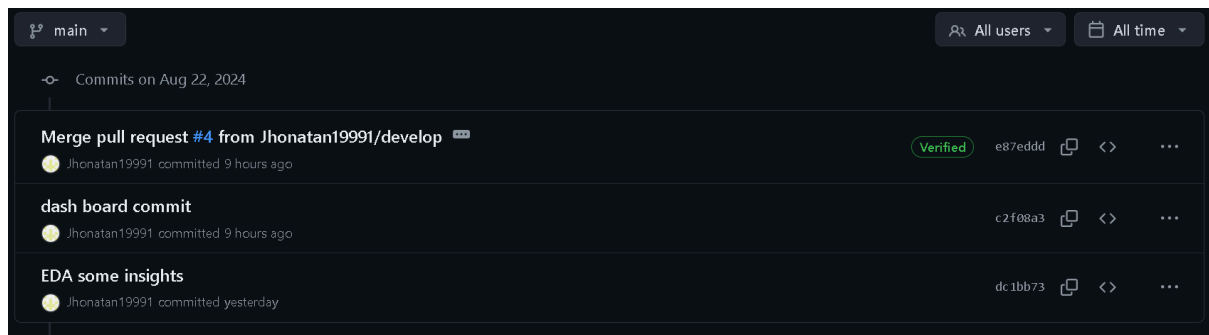 main
All users
All time
Commits on Aug 22, 2024
Merge pull request #4 from Jhonatan19991/develop
Jhonatan19991 committed 9 hours ago
Verified
e87eddd
dash board commit
Jhonatan19991 committed 9 hours ago
c2f08a3
EDA some insights
Jhonatan19991 committed yesterday
dc1bb73